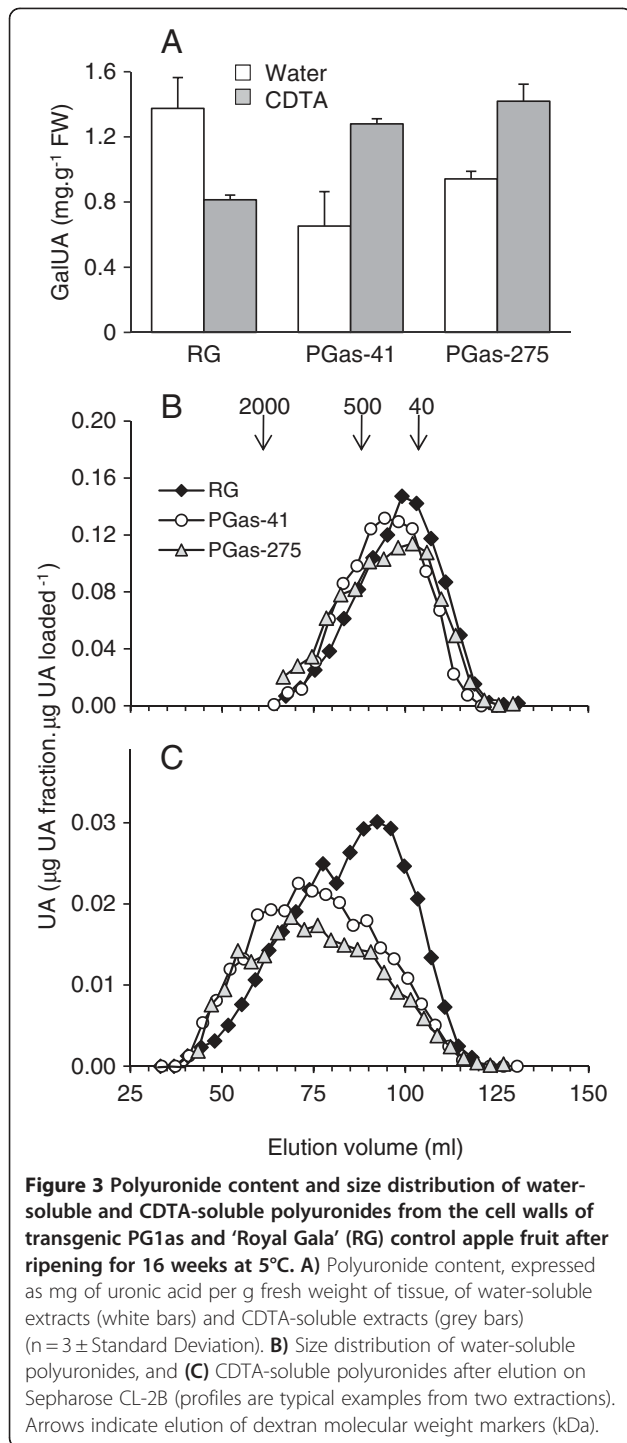 A
Water
CDTA
GalUA (mg.g⁻¹ FW)
1.6
1.2
0.8
0.4
0
RG PGas-41 PGas-275
B
2000 500 40
0.20
0.16
0.12
0.08
0.04
0.00
RG
PGas-41
PGas-275
UA (µg UA fraction. µg UA loaded⁻¹)
C
0.03
0.02
0.01
0.00
25 50 75 100 125 150
Elution volume (ml)
Figure 3 Polyuronide content and size distribution of water-
soluble and CDTA-soluble polyuronides from the cell walls of
transgenic PG1as and ‘Royal Gala’ (RG) control apple fruit after
ripening for 16 weeks at 5°C. A) Polyuronide content, expressed
as mg of uronic acid per g fresh weight of tissue, of water-soluble
extracts (white bars) and CDTA-soluble extracts (grey bars)
(n = 3 ± Standard Deviation). B) Size distribution of water-soluble
polyuronides, and (C) CDTA-soluble polyuronides after elution on
Sepharose CL-2B (profiles are typical examples from two extractions).
Arrows indicate elution of dextran molecular weight markers (kDa).